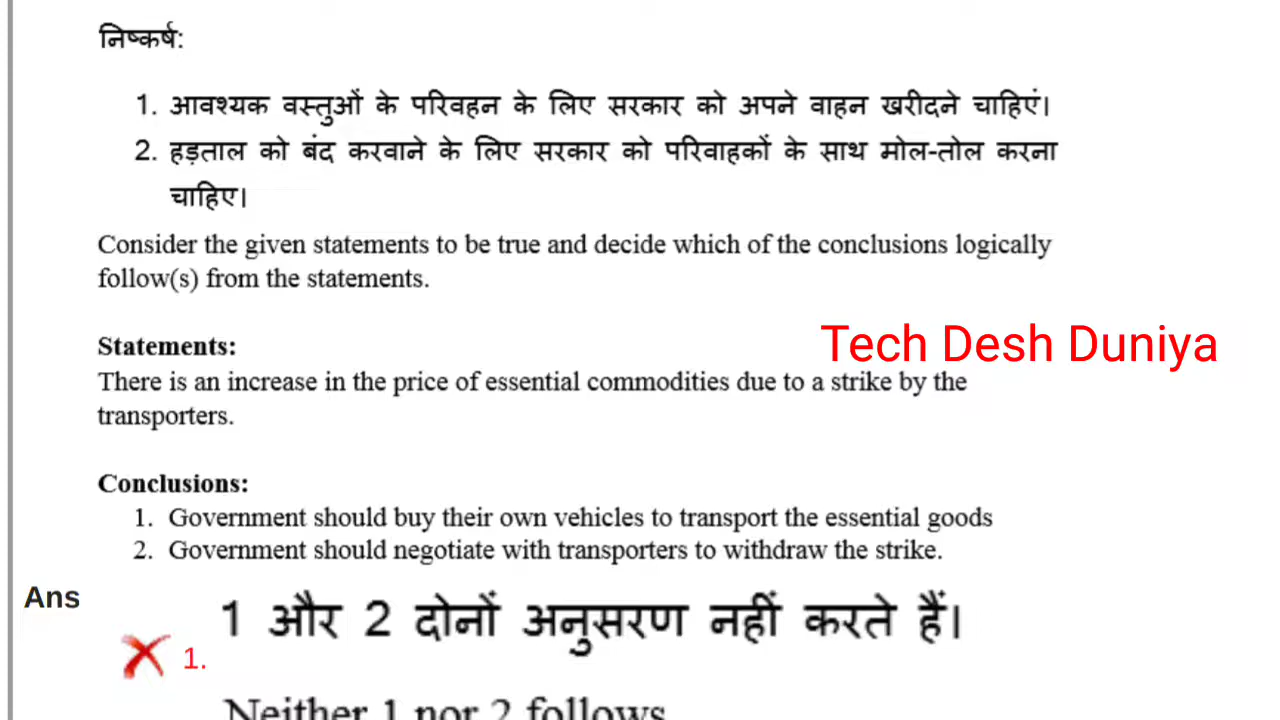 निष्कर्ष:
1. आवश्यक वस्तुओं के परिवहन के लिए सरकार को अपने वाहन खरीदने चाहिएं।
2. हड़ताल को बंद करवाने के लिए सरकार को परिवाहकों के साथ मोल-तोल करना
चाहिए।
Consider the given statements to be true and decide which of the conclusions logically
follow(s) from the statements.
Tech Desh Duniya
Statements:
There is an increase in the price of essential commodities due to a strike by the
transporters.
Conclusions:
1. Government should buy their own vehicles to transport the essential goods
2. Government should negotiate with transporters to withdraw the strike.
Ans
1 और 2 दोनों अनुसरण नहीं करते हैं।
1.
Neither 1 nor 2 follows